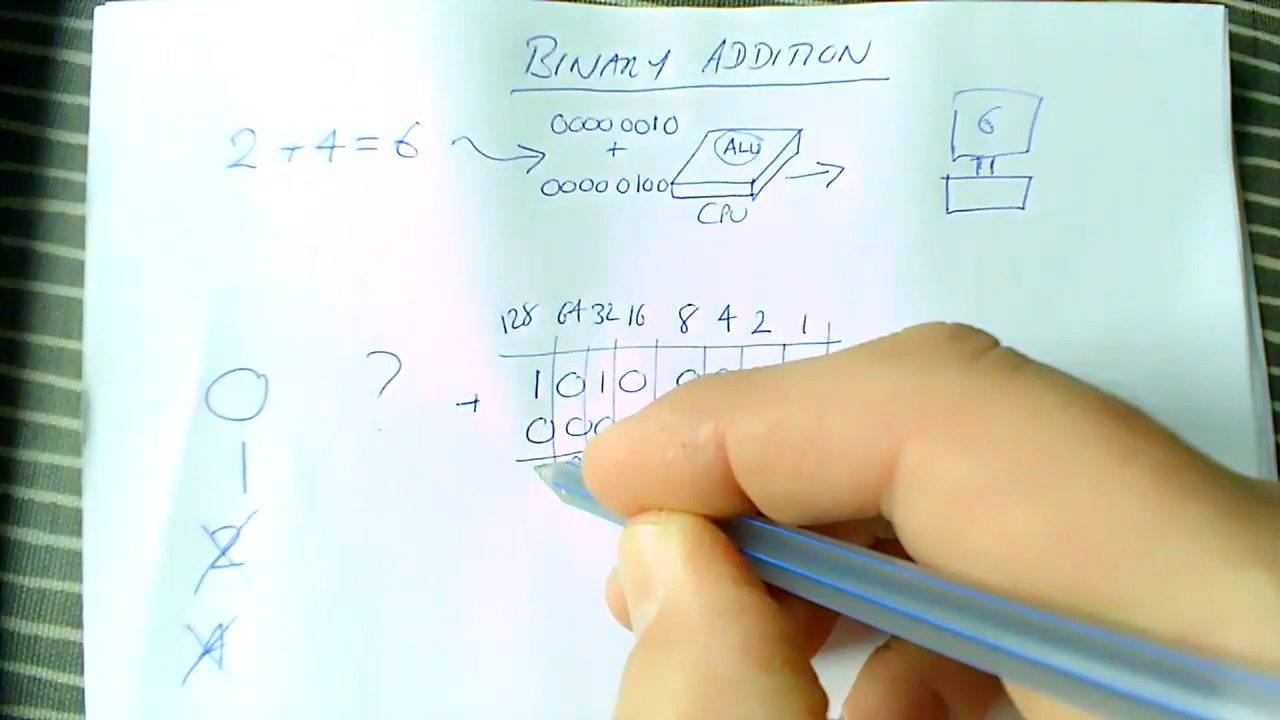 BINARY ADDITION
2 + 4 = 6
00000010
+
00000100
ALU
CPU
6
128 64 32 16 8 4 2 1
0 ? + 1 0 1 0 0
0 0 0
1
2
4